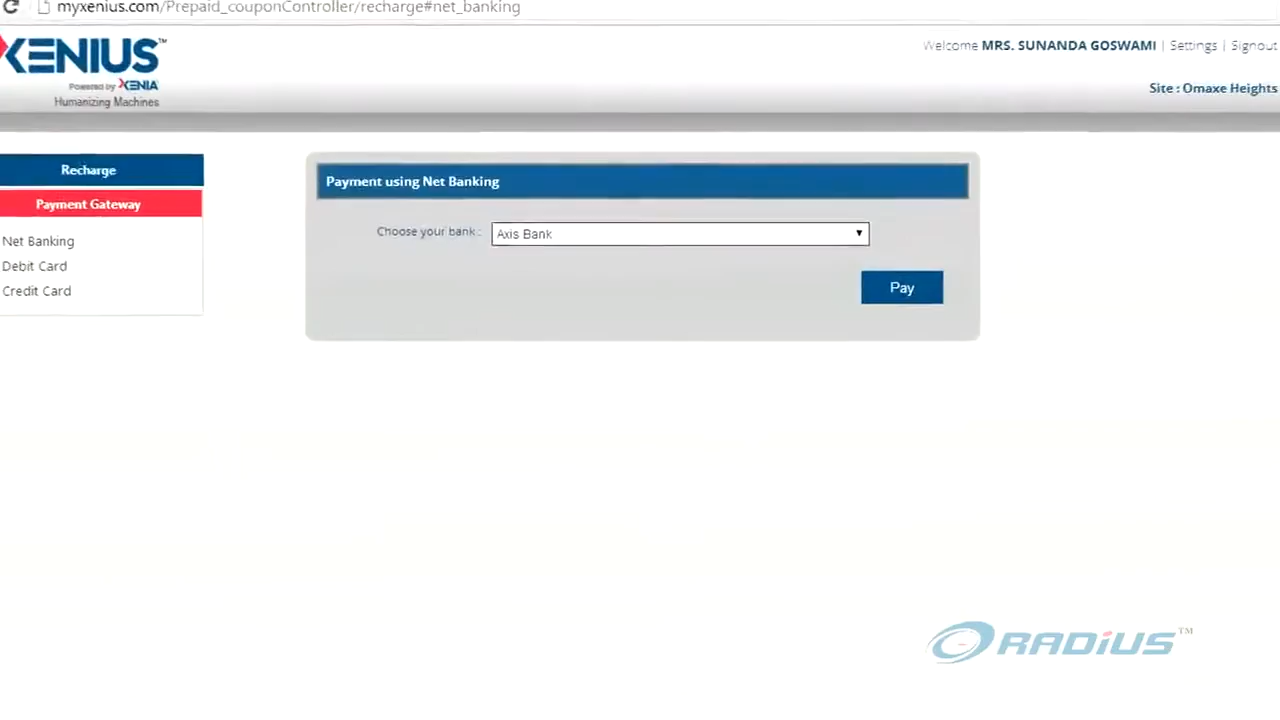 myxenius.com/Prepaid_couponController/recharge#net_banking
XENIUS™
Powered by XENIA
Humanizing Machines
Welcome MRS. SUNANDA GOSWAMI | Settings | Signout
Site : Omaxe Heights
Recharge
Payment Gateway
Net Banking
Debit Card
Credit Card
Payment using Net Banking
Choose your bank :
Axis Bank
Pay
RADiUS™